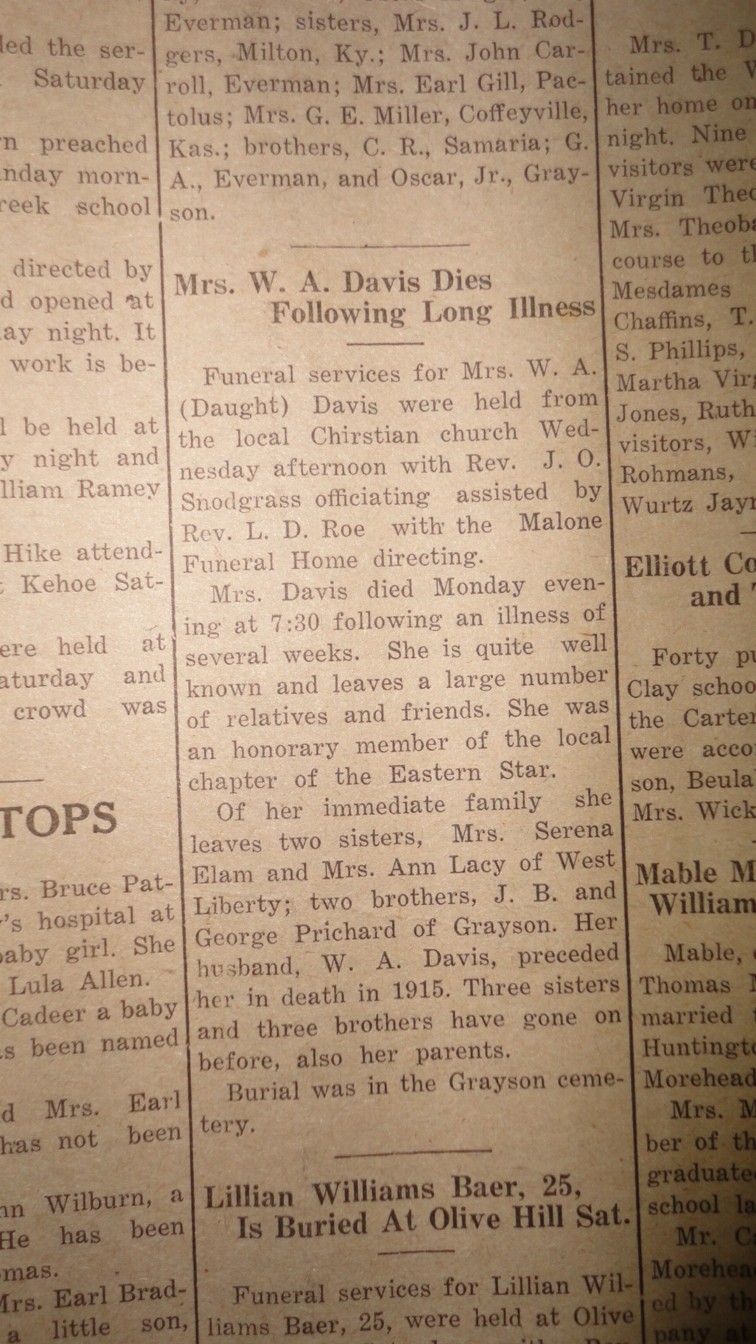 ded the ser-
Saturday
preached
nday morn-
reek school
directed by
d opened at
ay night. It
work is be-
l be held at
y night and
lliam Ramey
Hike attend-
Kehoe Sat-
ere held at
aturday and
crowd was
TOPS
rs. Bruce Pat-
's hospital at
baby girl. She
Lula Allen.
Cadeer a baby
s been named
d Mrs. Earl
has not been
nn Wilburn, a
He has been
mas.
Mrs. Earl Brad-
a little son,
Everman; sisters, Mrs. J. L. Rod-
gers, Milton, Ky.; Mrs. John Car-
roll, Everman; Mrs. Earl Gill, Pac-
tolus; Mrs. G. E. Miller, Coffeyville,
Kas.; brothers, C. R., Samaria; G.
A., Everman, and Oscar, Jr., Gray-
son.
Mrs. W. A. Davis Dies
Following Long Illness
Funeral services for Mrs. W. A.
(Daught) Davis were held from
the local Chirstian church Wed-
nesday afternoon with Rev. J. O.
Snodgrass officiating assisted by
Rev. L. D. Roe with the Malone
Funeral Home directing.
Mrs. Davis died Monday even-
ing at 7:30 following an illness of
several weeks. She is quite well
known and leaves a large number
of relatives and friends. She was
an honorary member of the local
chapter of the Eastern Star.
Of her immediate family she
leaves two sisters, Mrs. Serena
Elam and Mrs. Ann Lacy of West
Liberty; two brothers, J. B. and
George Prichard of Grayson. Her
husband, W. A. Davis, preceded
her in death in 1915. Three sisters
and three brothers have gone on
before, also her parents.
Burial was in the Grayson ceme-
tery.
Lillian Williams Baer, 25,
Is Buried At Olive Hill Sat.
Funeral services for Lillian Wil-
liams Baer, 25, were held at Olive
Mrs. T. D
tained the
her home on
night. Nine
visitors were
Virgin Theo
Mrs. Theoba
course to th
Mesdames
Chaffins, T.
S. Phillips,
Martha Virg
Jones, Ruth
visitors, Wi
Rohmans,
Wurtz Jayn
Elliott Co
and
Forty pu
Clay schoo
the Carter
were acco
son, Beula
Mrs. Wick
Mable M
William
Mable,
Thomas
married
Huntingto
Morehead
Mrs. M
ber of th
graduate
school la
Mr. Ca
Morehea
ed by th
pany at